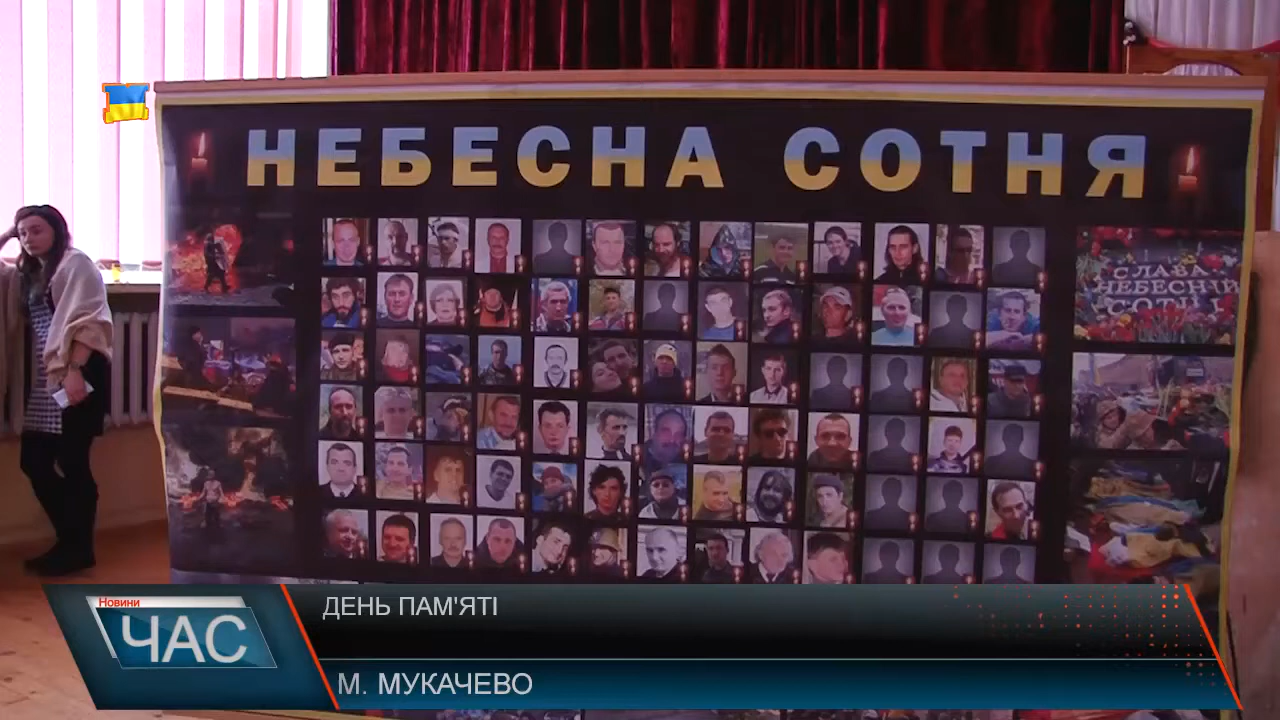 НЕБЕСНА СОТНЯ
СЛАВА
НЕБЕСНІЙ
СОТНІ
Новини
ЧАС
ДЕНЬ ПАМ'ЯТІ
М. МУКАЧЕВО